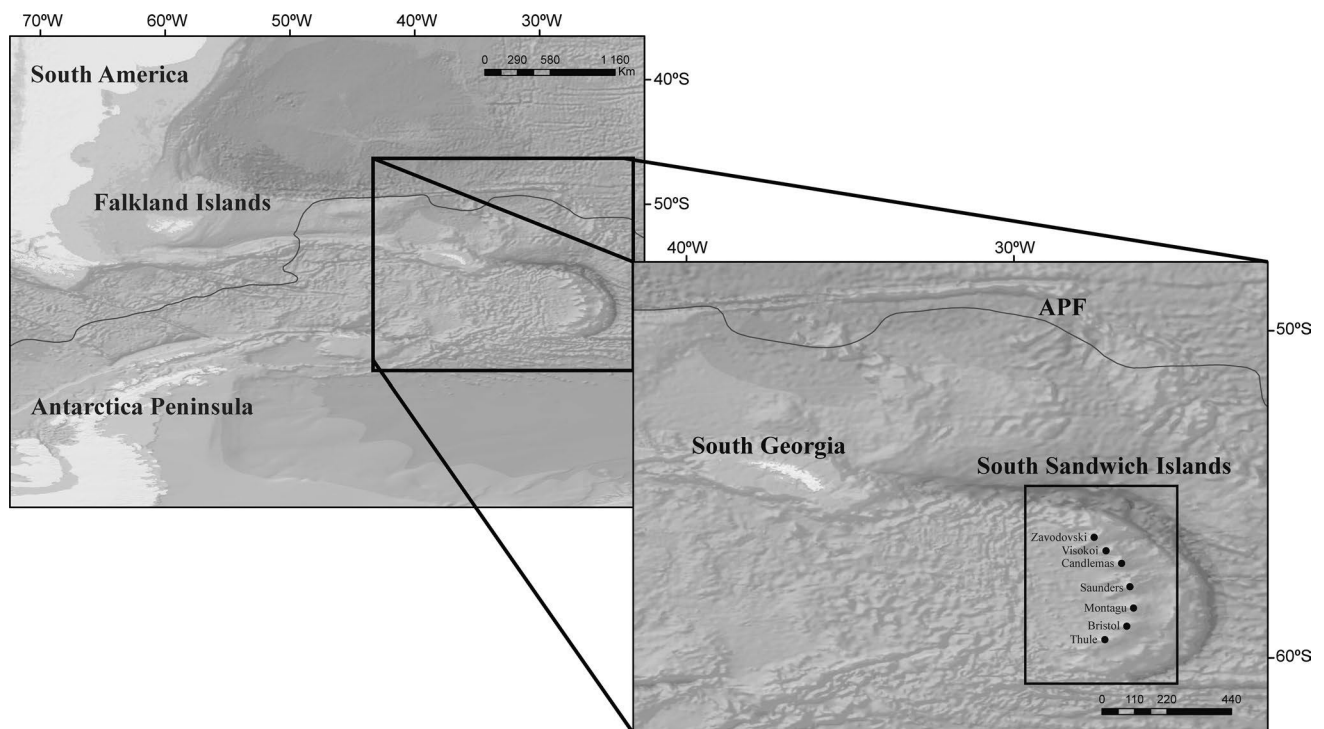 70ºW 60ºW 50ºW 40ºW 30ºW
South America
0 290 580 1 160
Km
40ºS
Falkland Islands
50ºS
Antarctica Peninsula
40ºW 30ºW
APF
50ºS
South Georgia
South Sandwich Islands
Zavodovski
Visokoi
Candlemas
Saunders
Montagu
Bristol
Thule
60ºS
0 110 220 440